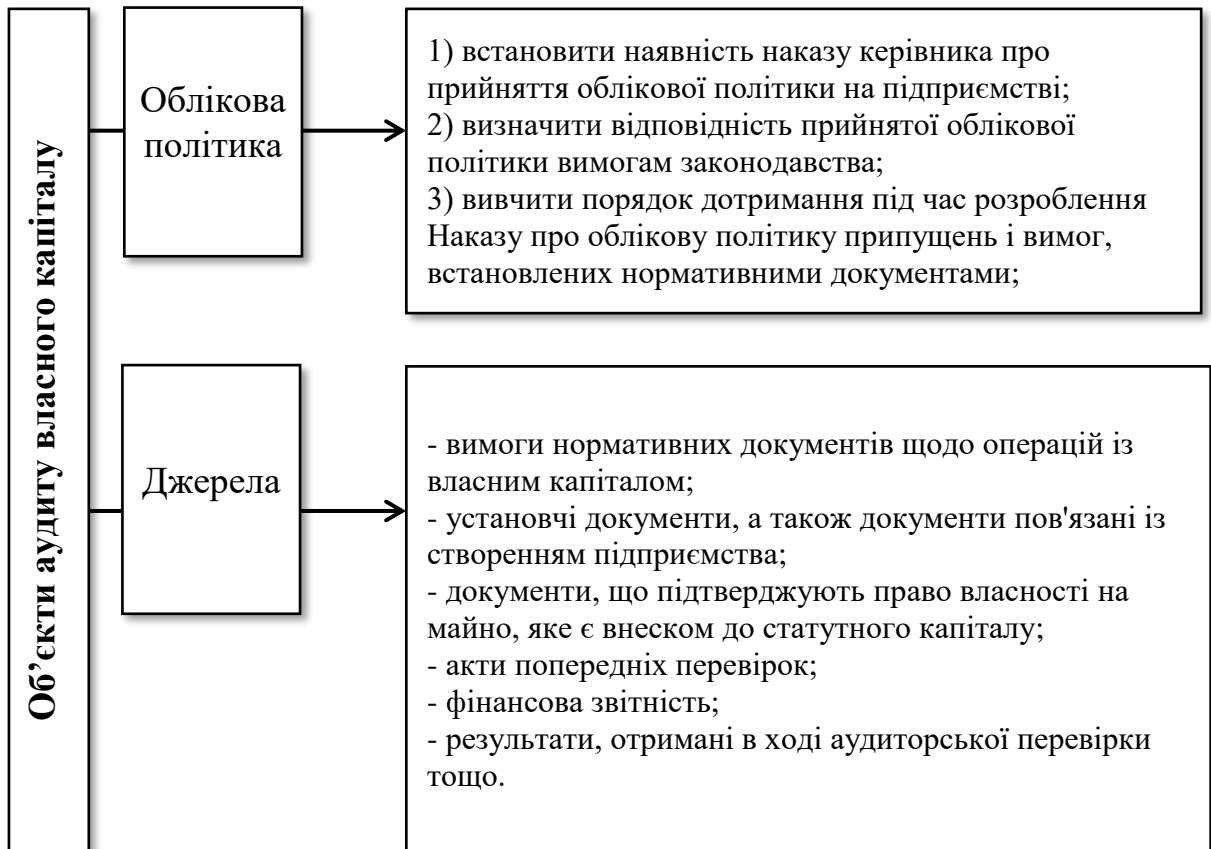 Об’єкти аудиту власного капіталу
Облікова
політика
1) встановити наявність наказу керівника про
прийняття облікової політики на підприємстві;
2) визначити відповідність прийнятої облікової
політики вимогам законодавства;
3) вивчити порядок дотримання під час розроблення
Наказу про облікову політику припущень і вимог,
встановлених нормативними документами;
Джерела
- вимоги нормативних документів щодо операцій із
власним капіталом;
- установчі документи, а також документи пов'язані із
створенням підприємства;
- документи, що підтверджують право власності на
майно, яке є внеском до статутного капіталу;
- акти попередніх перевірок;
- фінансова звітність;
- результати, отримані в ході аудиторської перевірки
тощо.